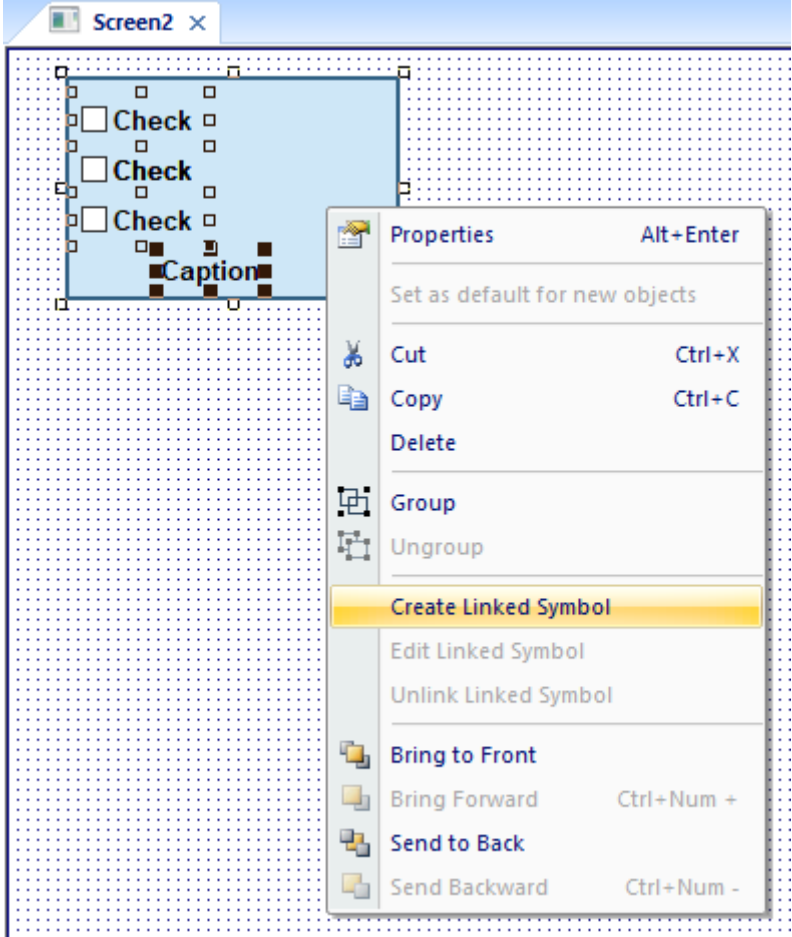 Screen2 ×
Check
Check
Check
Caption
Properties Alt+Enter
Set as default for new objects
Cut Ctrl+X
Copy Ctrl+C
Delete
Group
Ungroup
Create Linked Symbol
Edit Linked Symbol
Unlink Linked Symbol
Bring to Front
Bring Forward Ctrl+Num +
Send to Back
Send Backward Ctrl+Num -